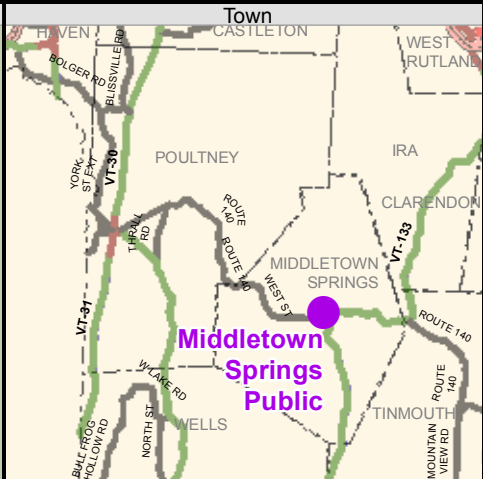 Town
HAVEN
CASTLETON
WEST
RUTLAND
BOLGER RD
BLISSVILLE RD
YORK
ST EXT
VT-30
POULTNEY
IRA
CLARENDON
THRALL
RD
ROUTE
140
ROUTE 140
WEST ST
MIDDLETOWN
SPRINGS
VT-133
VT-31
Middletown
Springs
Public
ROUTE 140
ROUTE
140
W LAKE RD
WELLS
TINMOUTH
BULL FROG
HOLLOW RD
NORTH ST
MOUNTAIN
VIEW RD